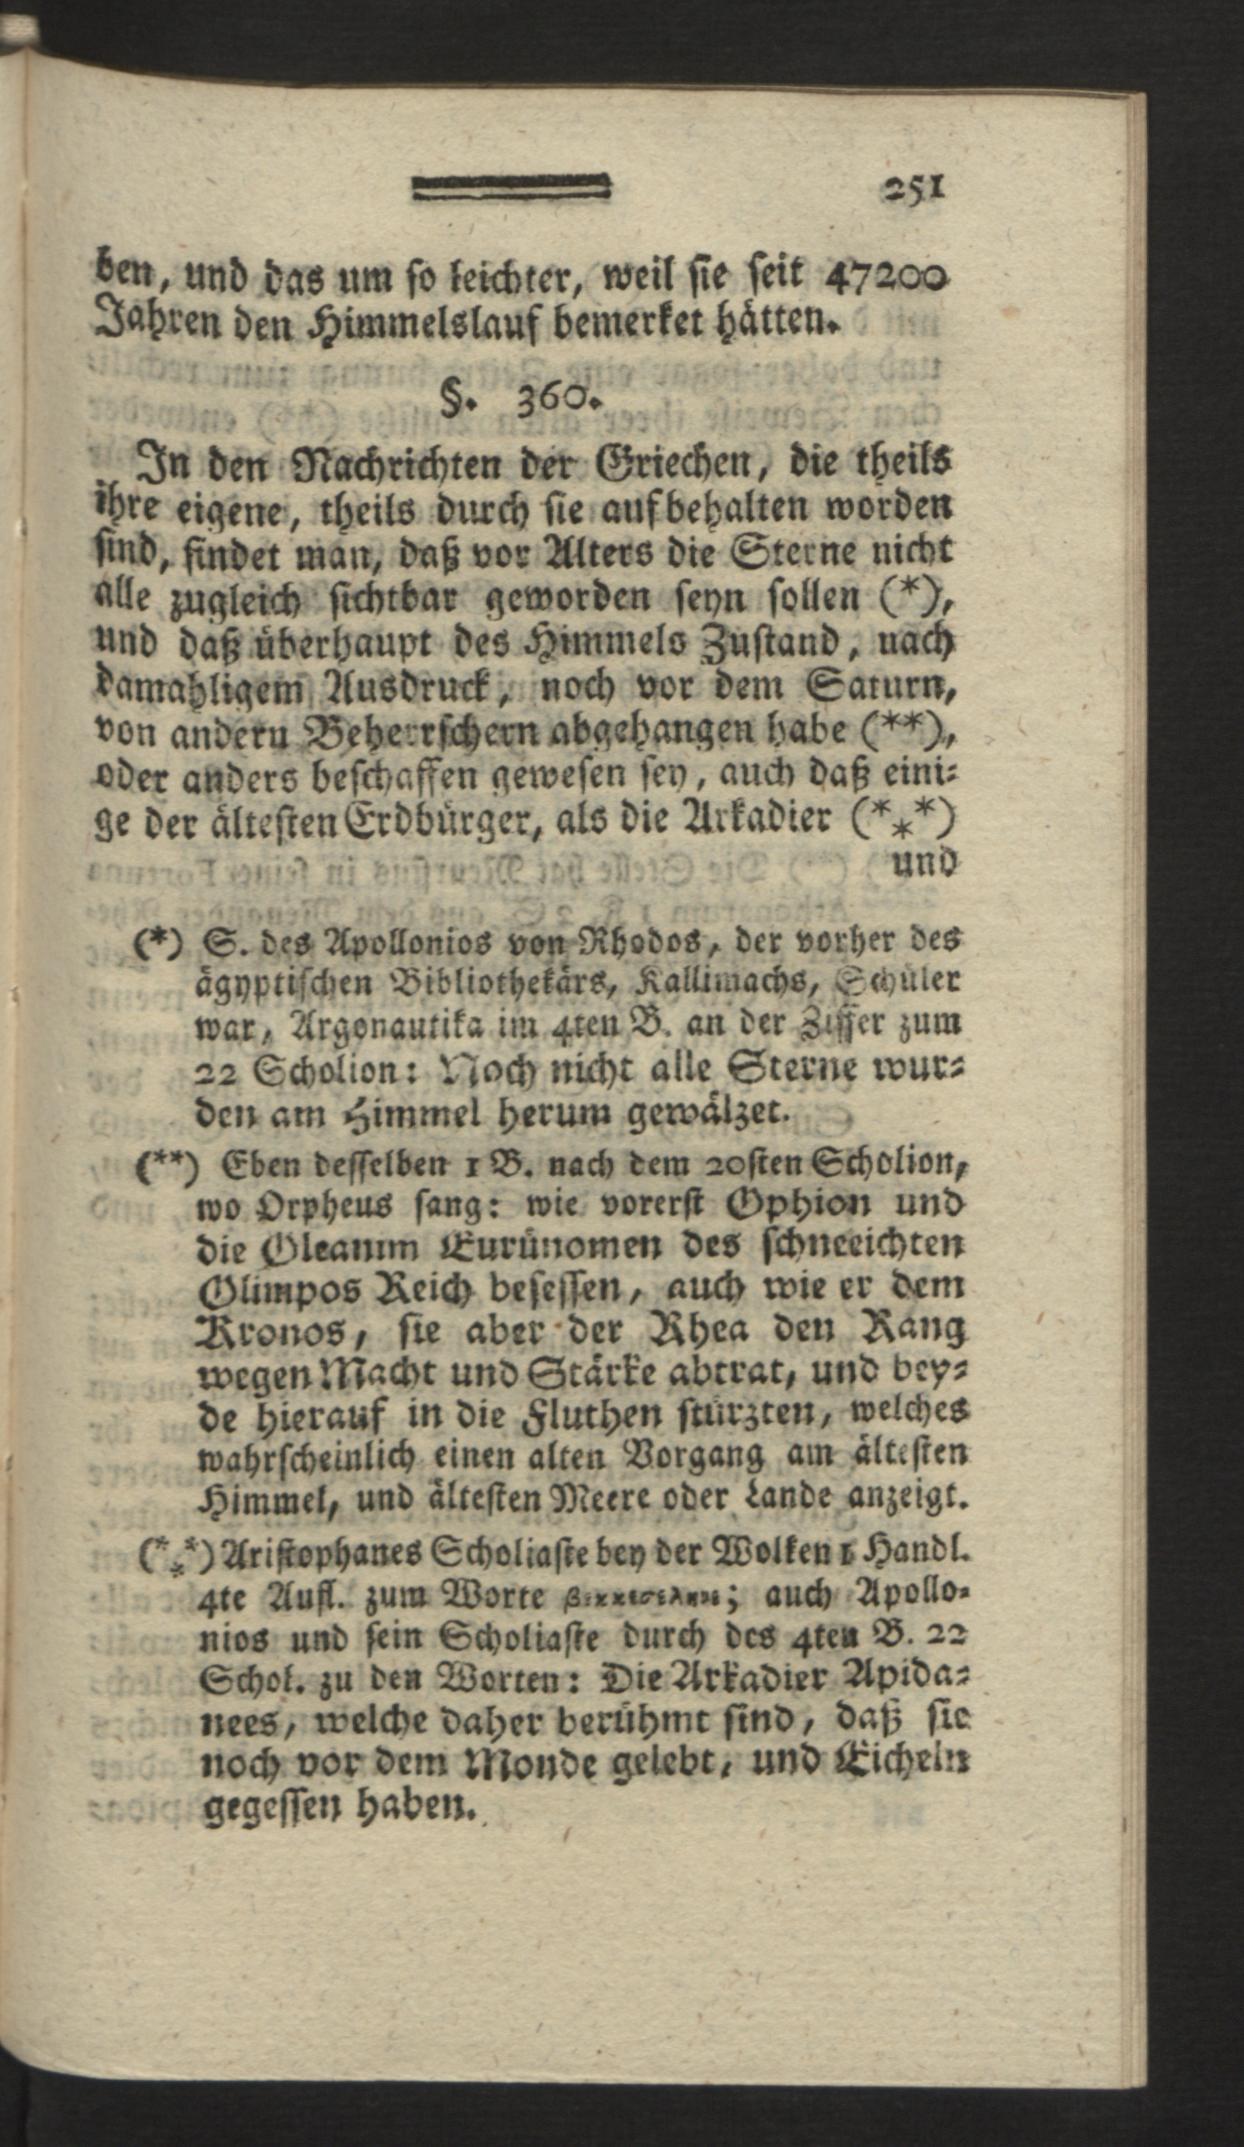 251
ben, und das um so leichter, weil sie seit 47200
Jahren den Himmelslauf bemerket hätten.
§. 360.
In den Nachrichten der Griechen, die theils
ihre eigene, theils durch sie aufbehalten worden
sind, findet man, daß vor Alters die Sterne nicht
alle zugleich sichtbar geworden seyn sollen (*),
und daß überhaupt des Himmels Zustand, nach
damahligem Ausdruck, noch vor dem Saturn,
von andern Beherrschern abgehangen habe (**),
oder anders beschaffen gewesen sey, auch daß eini-
ge der ältesten Erdbürger, als die Arkadier (***)
und
(*) S. des Apollonios von Rhodos, der vorher des
ägyptischen Bibliothekärs, Kallimachs, Schüler
war, Argonautika im 4ten B. an der Ziffer zum
22 Scholion: Noch nicht alle Sterne wur-
den am Himmel herum gewälzet.
(**) Eben desselben 1 B. nach dem 20sten Scholion,
wo Orpheus sang: wie vorerst Ophion und
die Oleanim Eurünomen des schneeichten
Olimpos Reich besessen, auch wie er dem
Kronos, sie aber der Rhea den Rang
wegen Macht und Stärke abtrat, und bey-
de hierauf in die Fluthen stürzten, welches
wahrscheinlich einen alten Vorgang am ältesten
Himmel, und ältesten Meere oder Lande anzeigt.
(***) Aristophanes Scholiaste bey der Wolken 1 Handl.
4te Aufl. zum Worte ; auch Apollo-
nios und sein Scholiaste durch des 4ten B. 22
Schol. zu den Worten: Die Arkadier Apida-
nees, welche daher berühmt sind, daß sie
noch vor dem Monde gelebt, und Eicheln
gegessen haben.